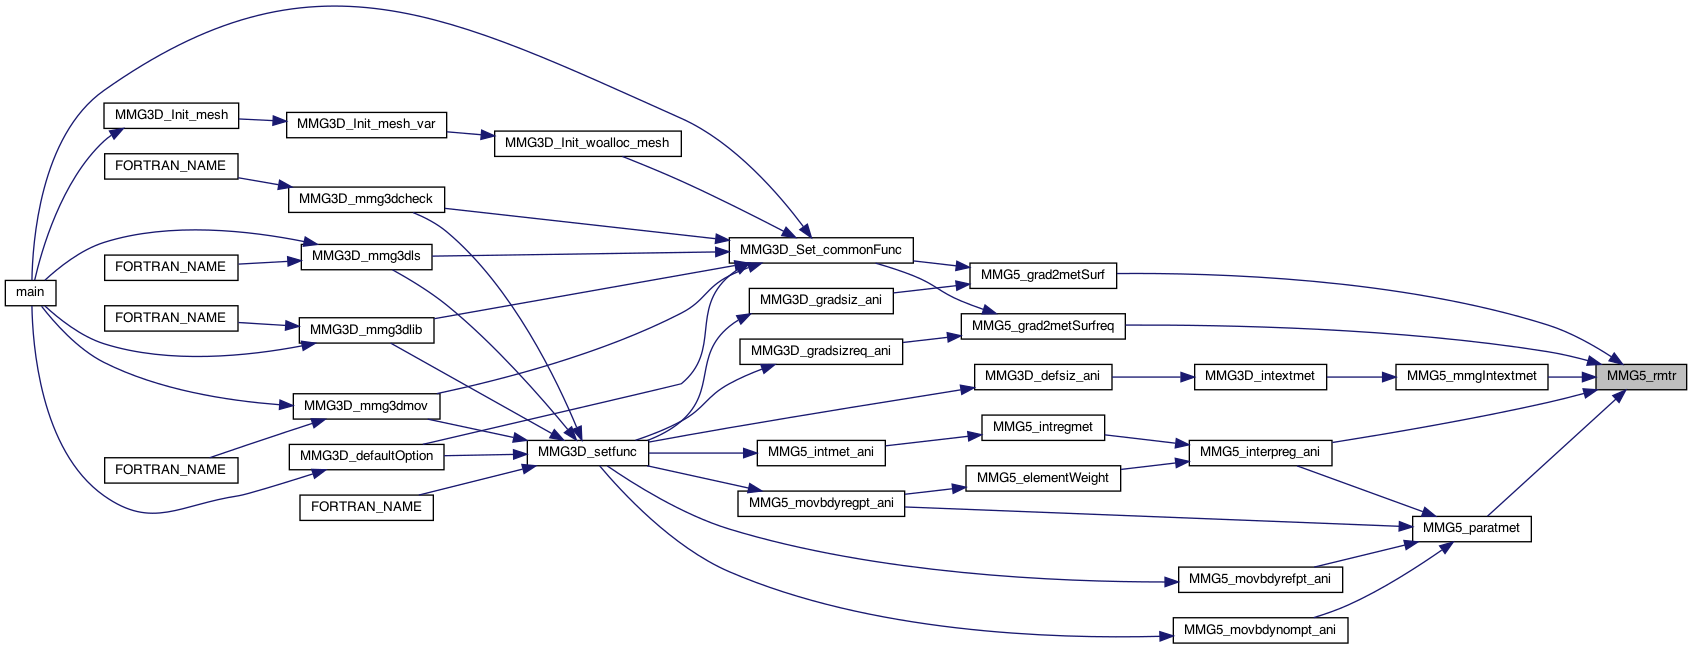 MMG3D_Init_mesh
MMG3D_Init_mesh_var
MMG3D_Init_woalloc_mesh
FORTRAN_NAME
MMG3D_mmg3dcheck
MMG3D_Set_commonFunc
MMG3D_mmg3dls
FORTRAN_NAME
MMG5_grad2metSurf
main
MMG3D_gradsiz_ani
FORTRAN_NAME
MMG3D_mmg3dlib
MMG5_grad2metSurfreq
MMG3D_gradsizreq_ani
MMG3D_defsiz_ani
MMG3D_intextmet
MMG5_mmgIntextmet
MMG5_rmtr
MMG3D_mmg3dmov
MMG5_intregmet
MMG3D_defaultOption
MMG3D_setfunc
MMG5_intmet_ani
MMG5_interpreg_ani
FORTRAN_NAME
MMG5_elementWeight
FORTRAN_NAME
MMG5_movbdyregpt_ani
MMG5_paratmet
MMG5_movbdyrefpt_ani
MMG5_movbdynompt_ani